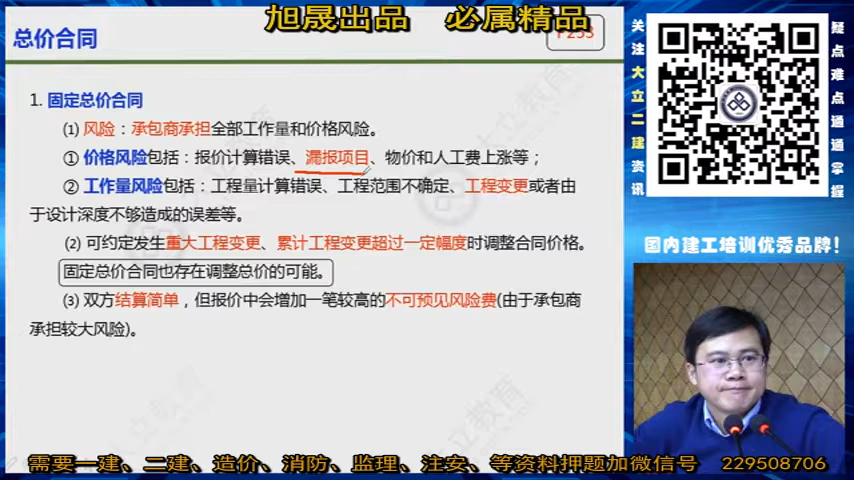 旭晟出品 必属精品
总价合同
P233
1. 固定总价合同
(1) 风险：承包商承担全部工作量和价格风险。
① 价格风险包括：报价计算错误、漏报项目、物价和人工费上涨等；
② 工作量风险包括：工程量计算错误、工程范围不确定、工程变更或者由
于设计深度不够造成的误差等。
(2) 可约定发生重大工程变更、累计工程变更超过一定幅度时调整合同价格。
固定总价合同也存在调整总价的可能。
(3) 双方结算简单，但报价中会增加一笔较高的不可预见风险费(由于承包商
承担较大风险)。
关注大立二建资讯
疑点难点通通掌握
国内建工培训优秀品牌！
大立教育
需要一建、二建、造价、消防、监理、注安、等资料押题加微信号 229508706